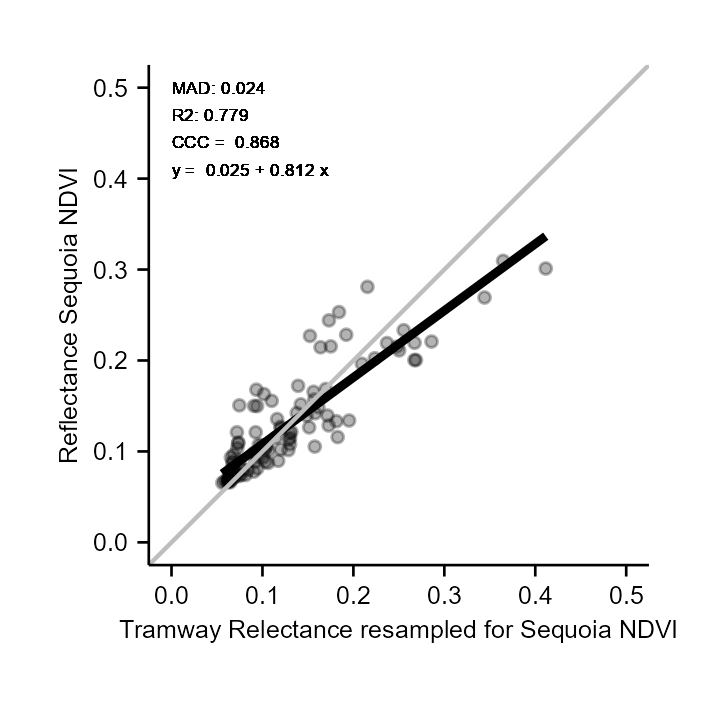 MAD: 0.024
R2: 0.779
CCC = 0.868
y = 0.025 + 0.812 x
Reflectance Sequoia NDVI
0.5
0.4
0.3
0.2
0.1
0.0
0.0 0.1 0.2 0.3 0.4 0.5
Tramway Relectance resampled for Sequoia NDVI